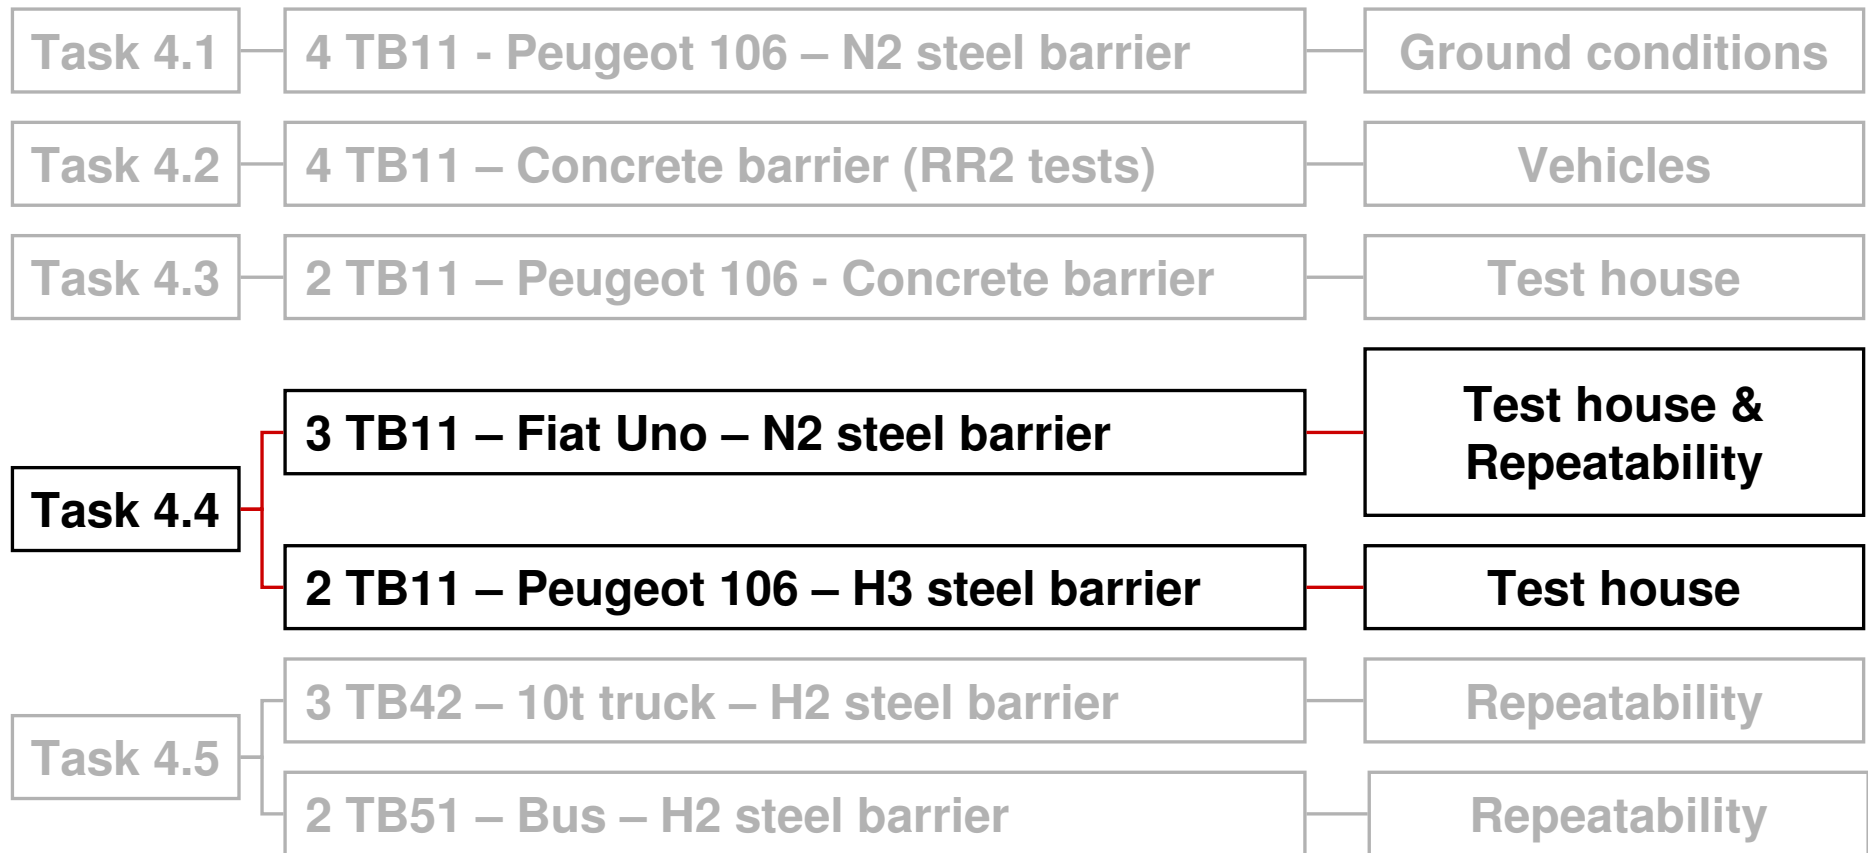 Task 4.1
4 TB11 - Peugeot 106 – N2 steel barrier
Ground conditions
Task 4.2
4 TB11 – Concrete barrier (RR2 tests)
Vehicles
Task 4.3
2 TB11 – Peugeot 106 - Concrete barrier
Test house
Task 4.4
3 TB11 – Fiat Uno – N2 steel barrier
Test house &
Repeatability
2 TB11 – Peugeot 106 – H3 steel barrier
Test house
Task 4.5
3 TB42 – 10t truck – H2 steel barrier
Repeatability
2 TB51 – Bus – H2 steel barrier
Repeatability